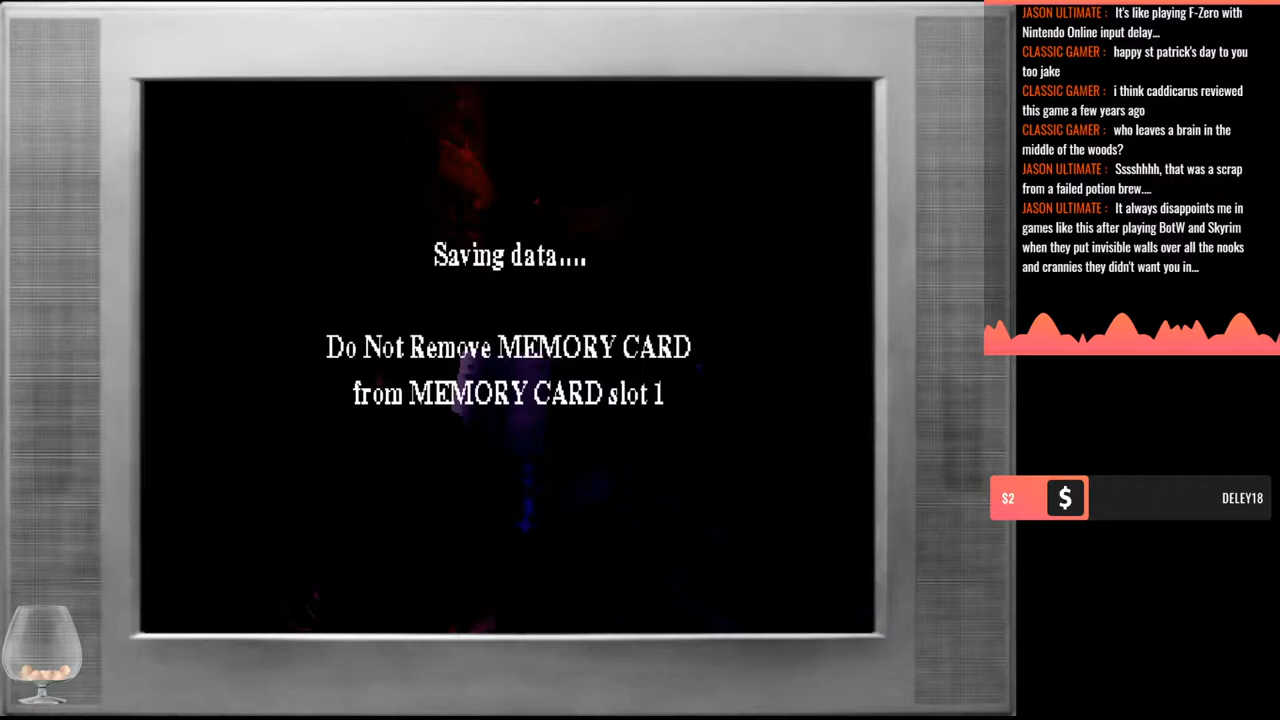 Saving data....
Do Not Remove MEMORY CARD
from MEMORY CARD slot 1
JASON ULTIMATE : It's like playing F-Zero with
Nintendo Online input delay...
CLASSIC GAMER : happy st patrick's day to you
too jake
CLASSIC GAMER : i think caddicarus reviewed
this game a few years ago
CLASSIC GAMER : who leaves a brain in the
middle of the woods?
JASON ULTIMATE : Sssshhhh, that was a scrap
from a failed potion brew....
JASON ULTIMATE : It always disappoints me in
games like this after playing BotW and Skyrim
when they put invisible walls over all the nooks
and crannies they didn't want you in...
$2 $ DELEY18